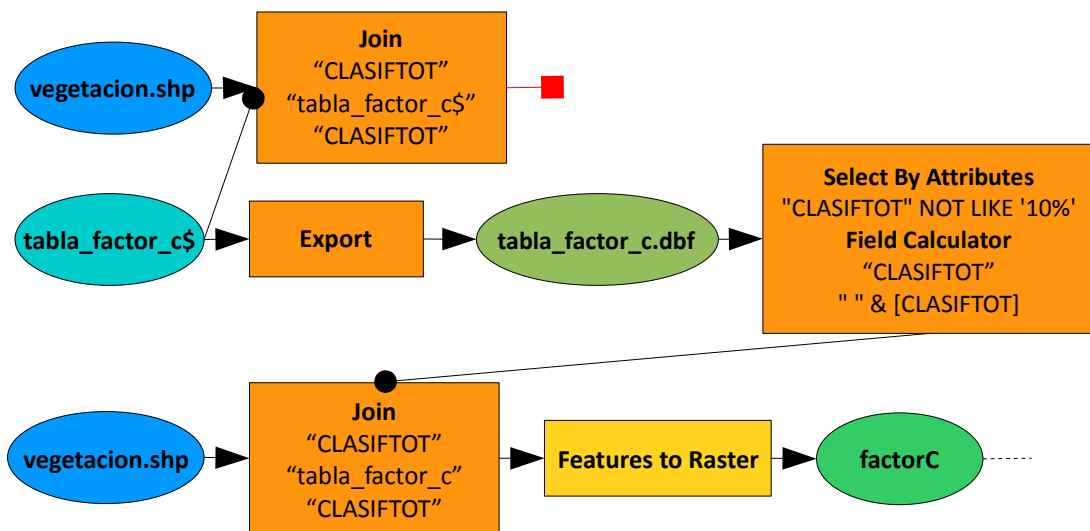 vegetacion.shp
Join
“CLASIFTOT”
“tabla_factor_c$”
“CLASIFTOT”
tabla_factor_c$
Export
tabla_factor_c.dbf
Select By Attributes
"CLASIFTOT" NOT LIKE '10%'
Field Calculator
“CLASIFTOT”
" " & [CLASIFTOT]
vegetacion.shp
Join
“CLASIFTOT”
“tabla_factor_c”
“CLASIFTOT”
Features to Raster
factorC